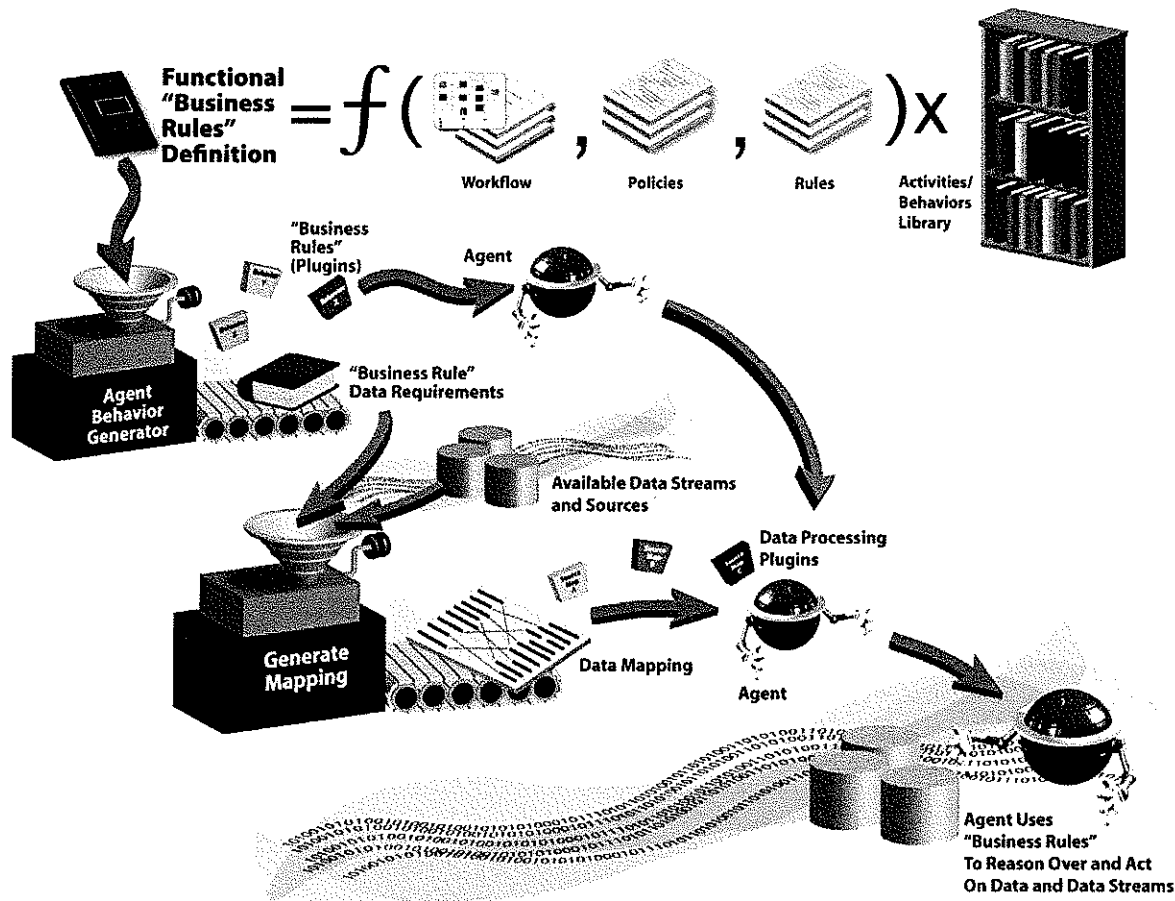 Functional
“Business
Rules”
Definition
= f ( , , ) X
Workflow
Policies
Rules
Activities/
Behaviors
Library
“Business
Rules”
(Plugins)
Agent
Agent
Behavior
Generator
“Business Rule”
Data Requirements
Available Data Streams
and Sources
Data Processing
Plugins
Generate
Mapping
Data Mapping
Agent
Agent Uses
“Business Rules”
To Reason Over and Act
On Data and Data Streams